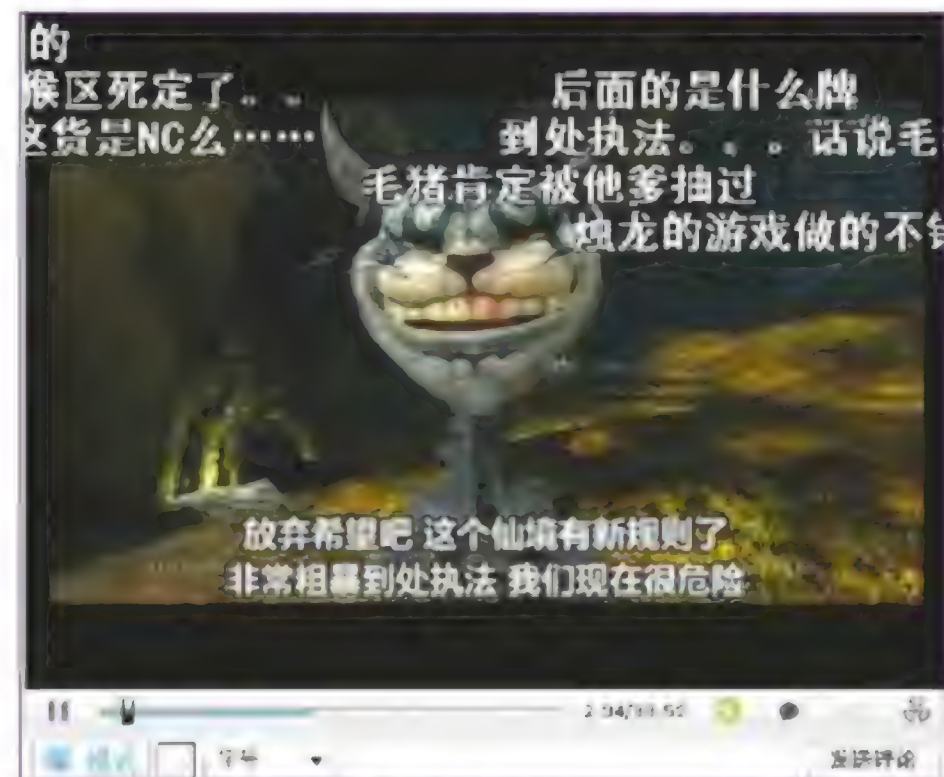 的
猴区死定了。。
这货是NC么……
后面的是什么牌
到处执法。。。话说毛
毛猪肯定被他爹抽过
烛龙的游戏做的不错
放弃希望吧 这个仙境有新规则了
非常粗暴到处执法 我们现在很危险
发送评论